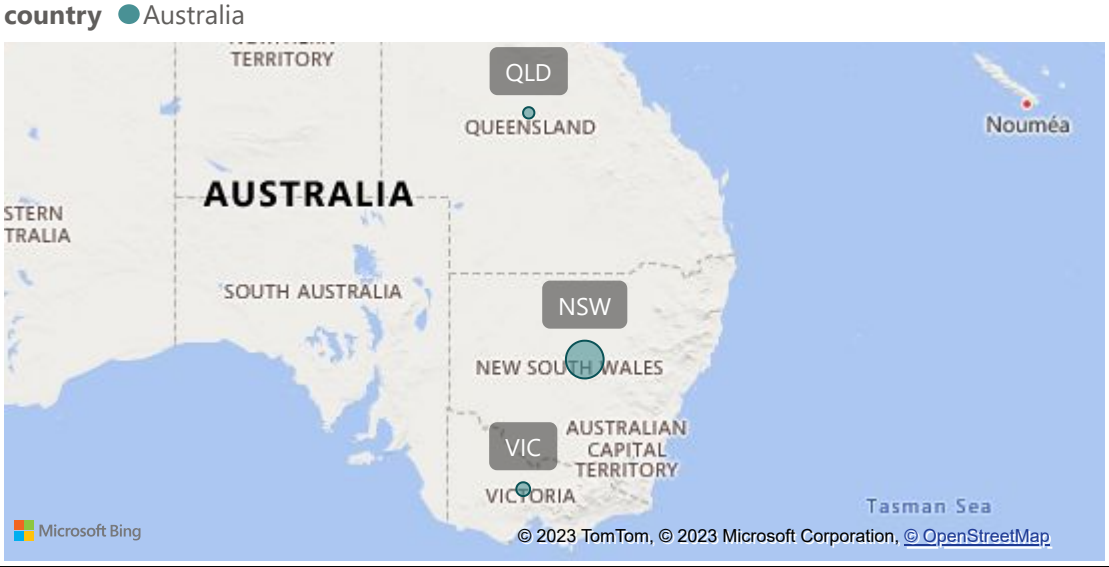 country Australia
TERRITORY
QLD
QUEENSLAND
Nouméa
AUSTRALIA
STERN
TRALIA
SOUTH AUSTRALIA
NSW
NEW SOUTH WALES
AUSTRALIAN
CAPITAL
TERRITORY
VIC
VICTORIA
Tasman Sea
Microsoft Bing
© 2023 TomTom, © 2023 Microsoft Corporation, © OpenStreetMap